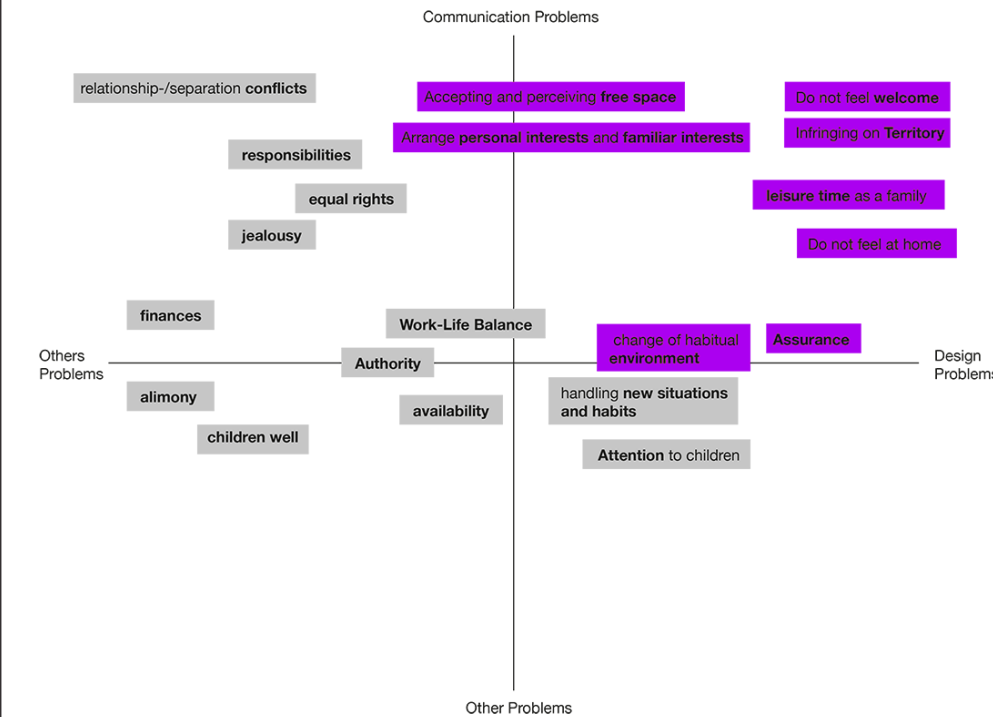 Communication Problems
relationship-/separation conflicts
Accepting and perceiving free space
Do not feel welcome
Arrange personal interests and familiar interests
Infringing on Territory
responsibilities
equal rights
leisure time as a family
jealousy
Do not feel at home
finances
Work-Life Balance
change of habitual
environment
Assurance
Others
Problems
Authority
Design
Problems
alimony
availability
handling new situations
and habits
children well
Attention to children
Other Problems